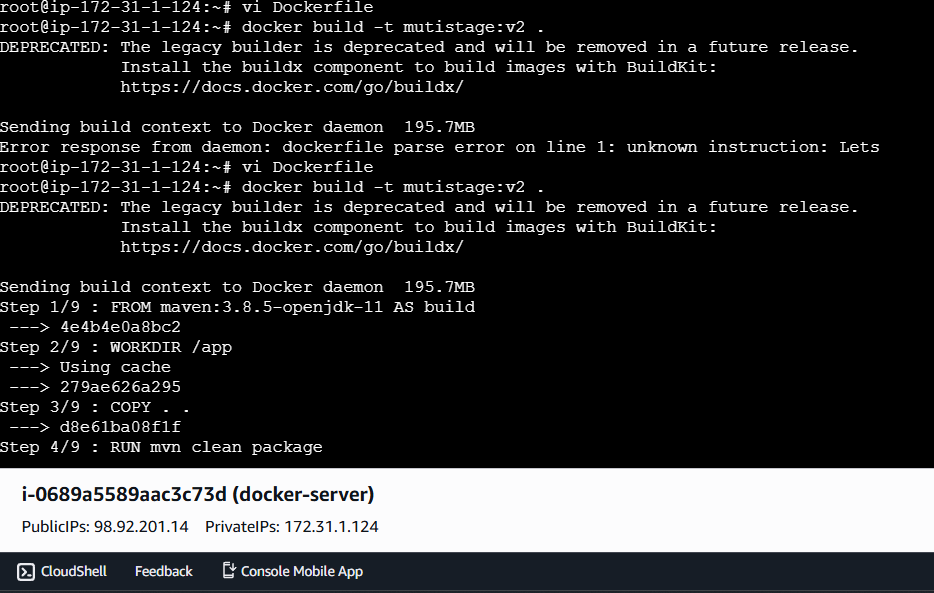 root@ip-172-31-1-124:~# vi Dockerfile
root@ip-172-31-1-124:~# docker build -t mutistage:v2 .
DEPRECATED: The legacy builder is deprecated and will be removed in a future release.
            Install the buildx component to build images with BuildKit:
            https://docs.docker.com/go/buildx/

Sending build context to Docker daemon  195.7MB
Error response from daemon: dockerfile parse error on line 1: unknown instruction: Lets
root@ip-172-31-1-124:~# vi Dockerfile
root@ip-172-31-1-124:~# docker build -t mutistage:v2 .
DEPRECATED: The legacy builder is deprecated and will be removed in a future release.
            Install the buildx component to build images with BuildKit:
            https://docs.docker.com/go/buildx/

Sending build context to Docker daemon  195.7MB
Step 1/9 : FROM maven:3.8.5-openjdk-11 AS build
 ---> 4e4b4e0a8bc2
Step 2/9 : WORKDIR /app
 ---> Using cache
 ---> 279ae626a295
Step 3/9 : COPY . .
 ---> d8e61ba08f1f
Step 4/9 : RUN mvn clean package
i-0689a5589aac3c73d (docker-server)
PublicIPs: 98.92.201.14    PrivateIPs: 172.31.1.124
CloudShell    Feedback    Console Mobile App